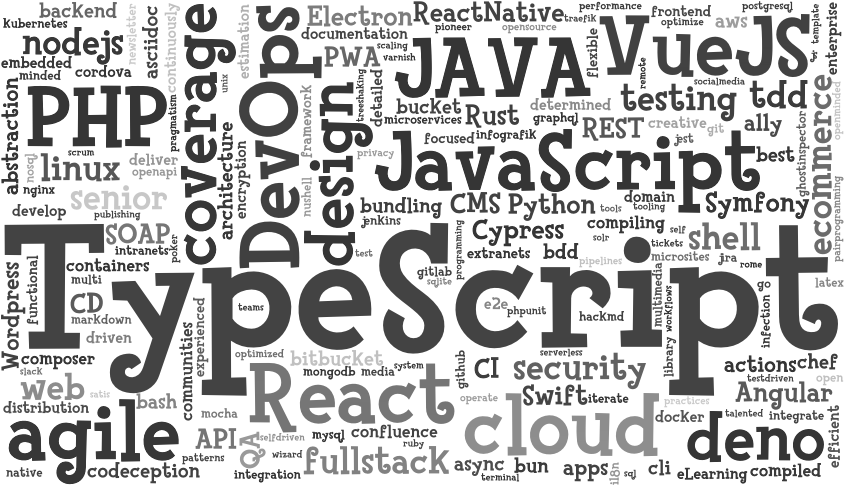 backend
Kubernetes
newsletter
asciidoc
continuously
nodejs
embedded
minded
cordova
abstraction
PHP
unix
pragmatism
coverage
estimation
DevOps
Electron
ReactNative
documentation
pioneer
opensource
traefik
performance
frontend
optimize
aws
postgresql
template
enterprise
PWA
scaling
varnish
JAVA
flexible
remote
VueJS
socialmedia
treeshaking
detailed
bucket
Rust
determined
testing
tdd
openminded
microservices
graphql
framework
design
focused
infografik
REST
creative
git
ally
nosql
scrum
linux
deliver
openapi
nginx
architecture
encryption
privacy
JavaScript
jest
best
ghostinspector
ecommerce
senior
develop
publishing
nushell
bundling
CMS
Python
tools
tooling
domain
Symfony
pairprogramming
jenkins
SOAP
intranets
poker
test
TypeScript
programming
Cypress
compiling
solr
self
tickets
shell
extranets
bdd
pipelines
microsites
jra
rome
Wordpress
functional
containers
multi
CD
markdown
driven
gitlab
sqlite
e2e
phpunit
hackmd
multimedia
workflows
library
go
infection
latex
teams
experienced
communities
composer
slack
optimized
bitbucket
mongodb
media
system
github
CI
serverless
security
actions
chef
testdriven
open
web
satis
bash
distribution
React
operate
Swift
iterate
practices
Angular
agile
mocha
API
patterns
QA
selfdriven
mysql
confluence
ruby
cloud
docker
talented
integrate
efficient
deno
native
codeception
wizard
integration
fullstack
async
terminal
bun
apps
i18n
sql
cli
eLearning
compiled